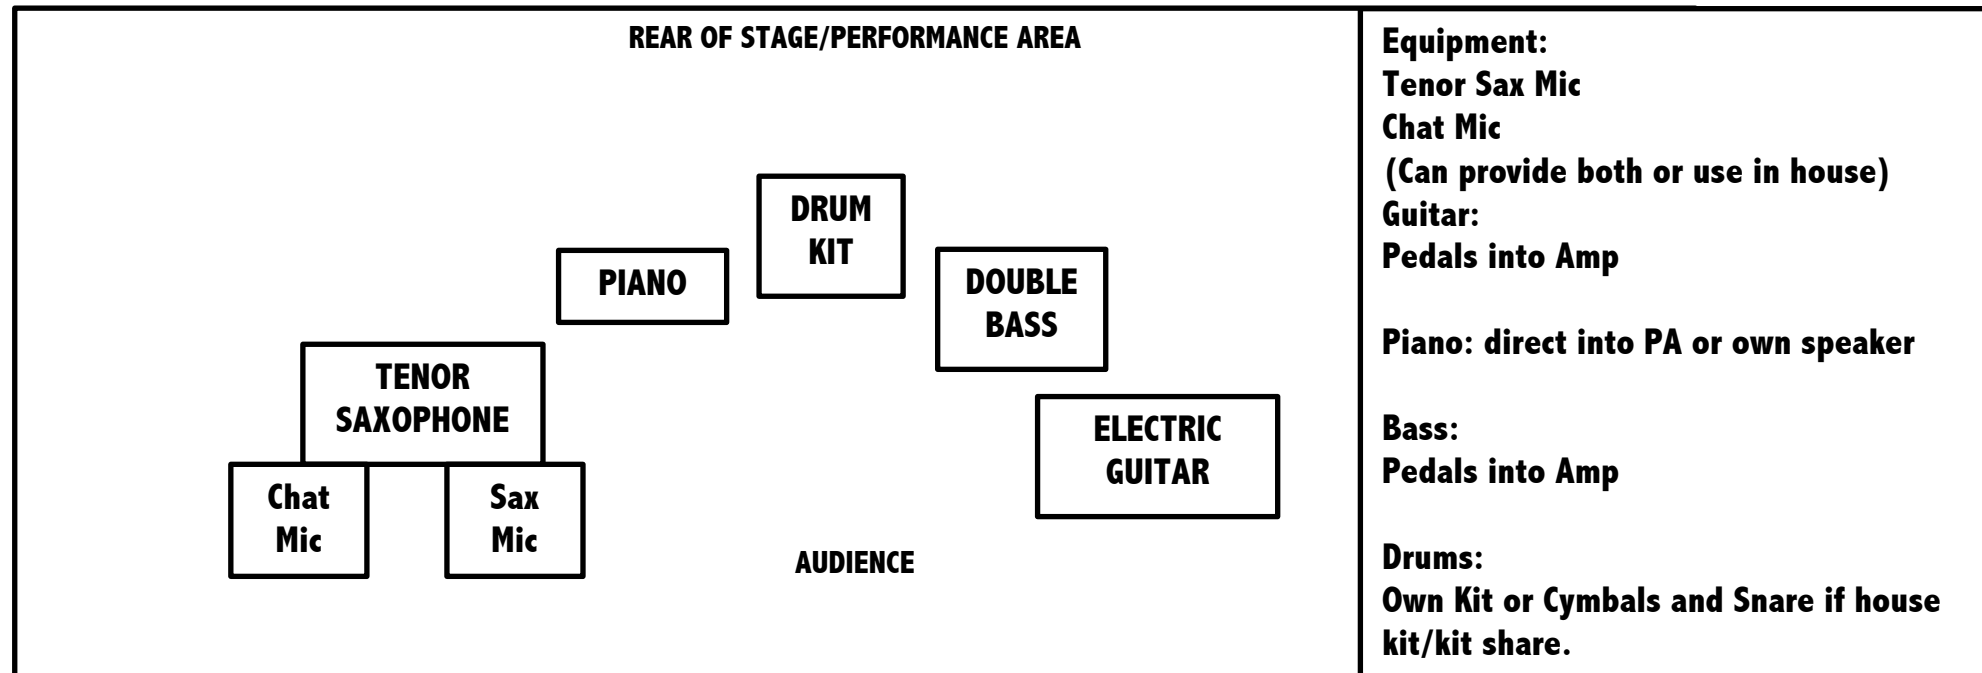 REAR OF STAGE/PERFORMANCE AREA
DRUM
KIT
PIANO
DOUBLE
BASS
TENOR
SAXOPHONE
ELECTRIC
GUITAR
Chat
Mic
Sax
Mic
AUDIENCE
Equipment:
Tenor Sax Mic
Chat Mic
(Can provide both or use in house)
Guitar:
Pedals into Amp
Piano: direct into PA or own speaker
Bass:
Pedals into Amp
Drums:
Own Kit or Cymbals and Snare if house
kit/kit share.